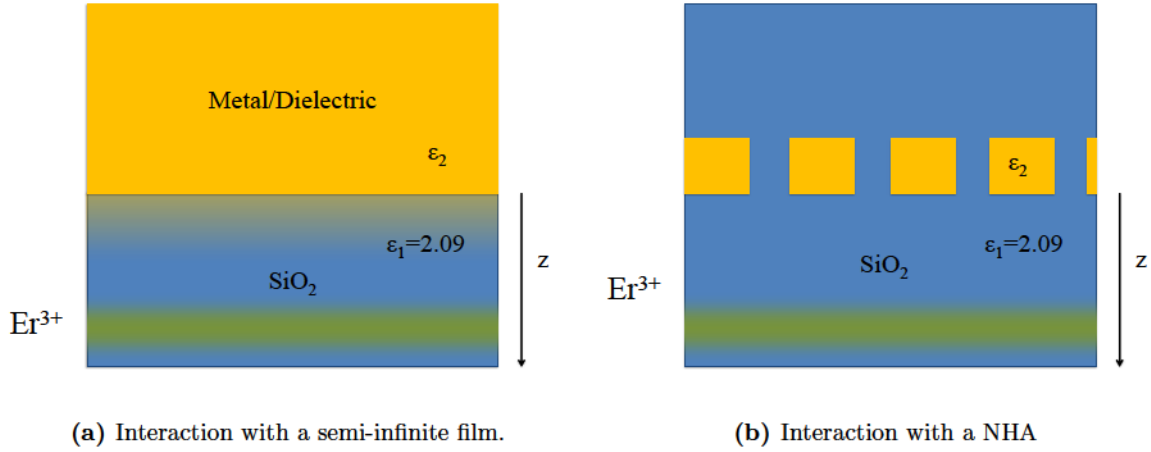 Metal/Dielectric
ε₂
ε₁=2.09
SiO₂
Er³⁺
z
(a) Interaction with a semi-infinite film.
ε₂
ε₁=2.09
SiO₂
Er³⁺
z
(b) Interaction with a NHA